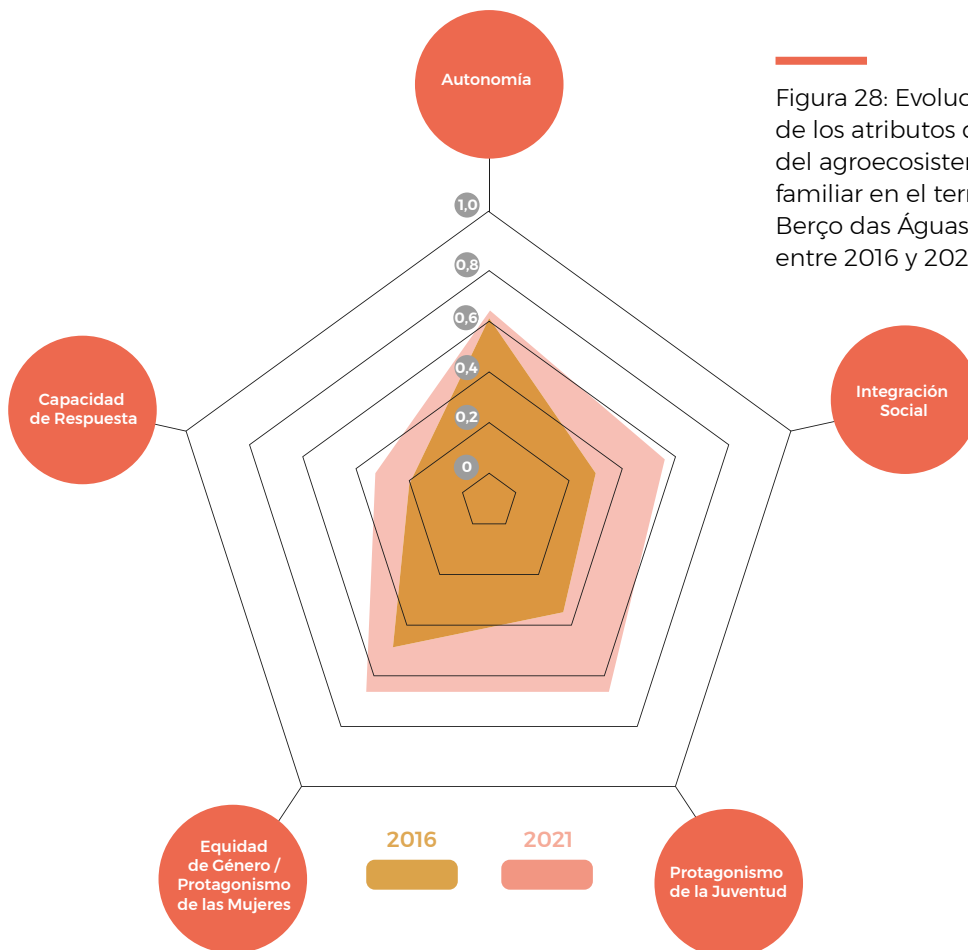 Autonomía
Figura 28: Evoluc
de los atributos
del agroecosister
familiar en el terr
Berço das Águas
entre 2016 y 202
1,0
0,8
0,6
0,4
0,2
0
Capacidad
de Respuesta
Integración
Social
Equidad
de Género /
Protagonismo
de las Mujeres
2016
2021
Protagonismo
de la Juventud